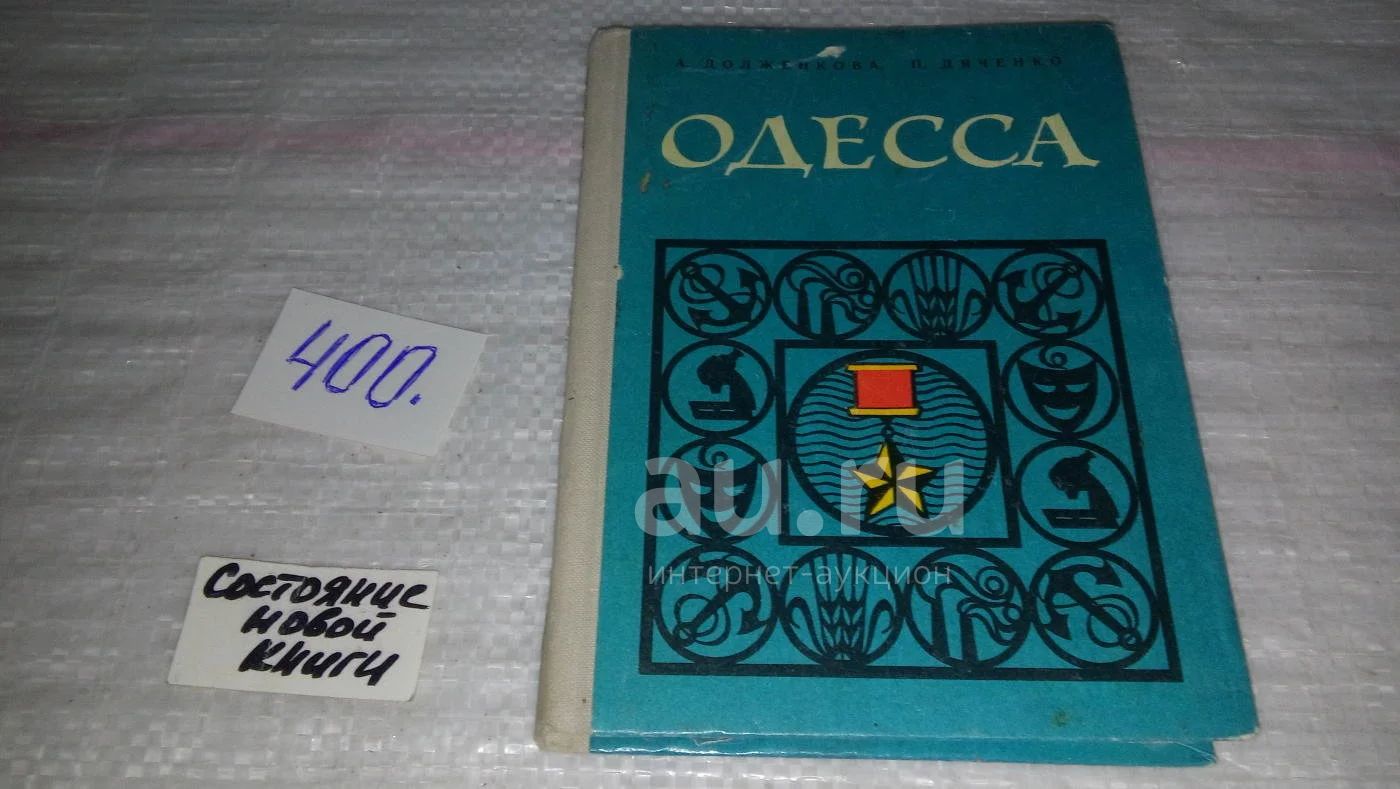 А. ДОЛЖЕНКОВА, П. ДЯЧЕНКО
ОДЕССА
400.
Состояние
новой
книги
au.ru
интернет-аукцион